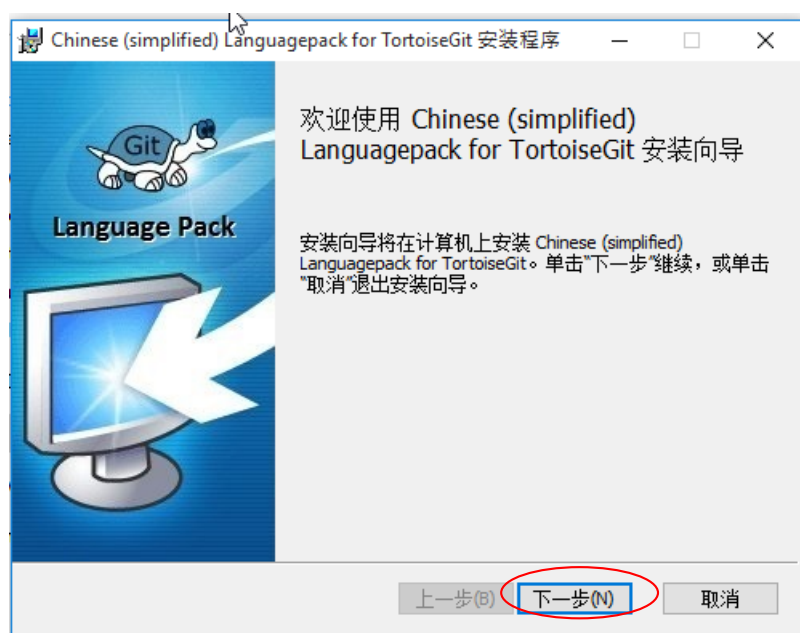 Chinese (simplified) Languagepack for TortoiseGit 安装程序
Git
Language Pack
欢迎使用 Chinese (simplified)
Languagepack for TortoiseGit 安装向导
安装向导将在计算机上安装 Chinese (simplified)
Languagepack for TortoiseGit。单击"下一步"继续，或单击
"取消"退出安装向导。
上一步(B) 下一步(N) 取消